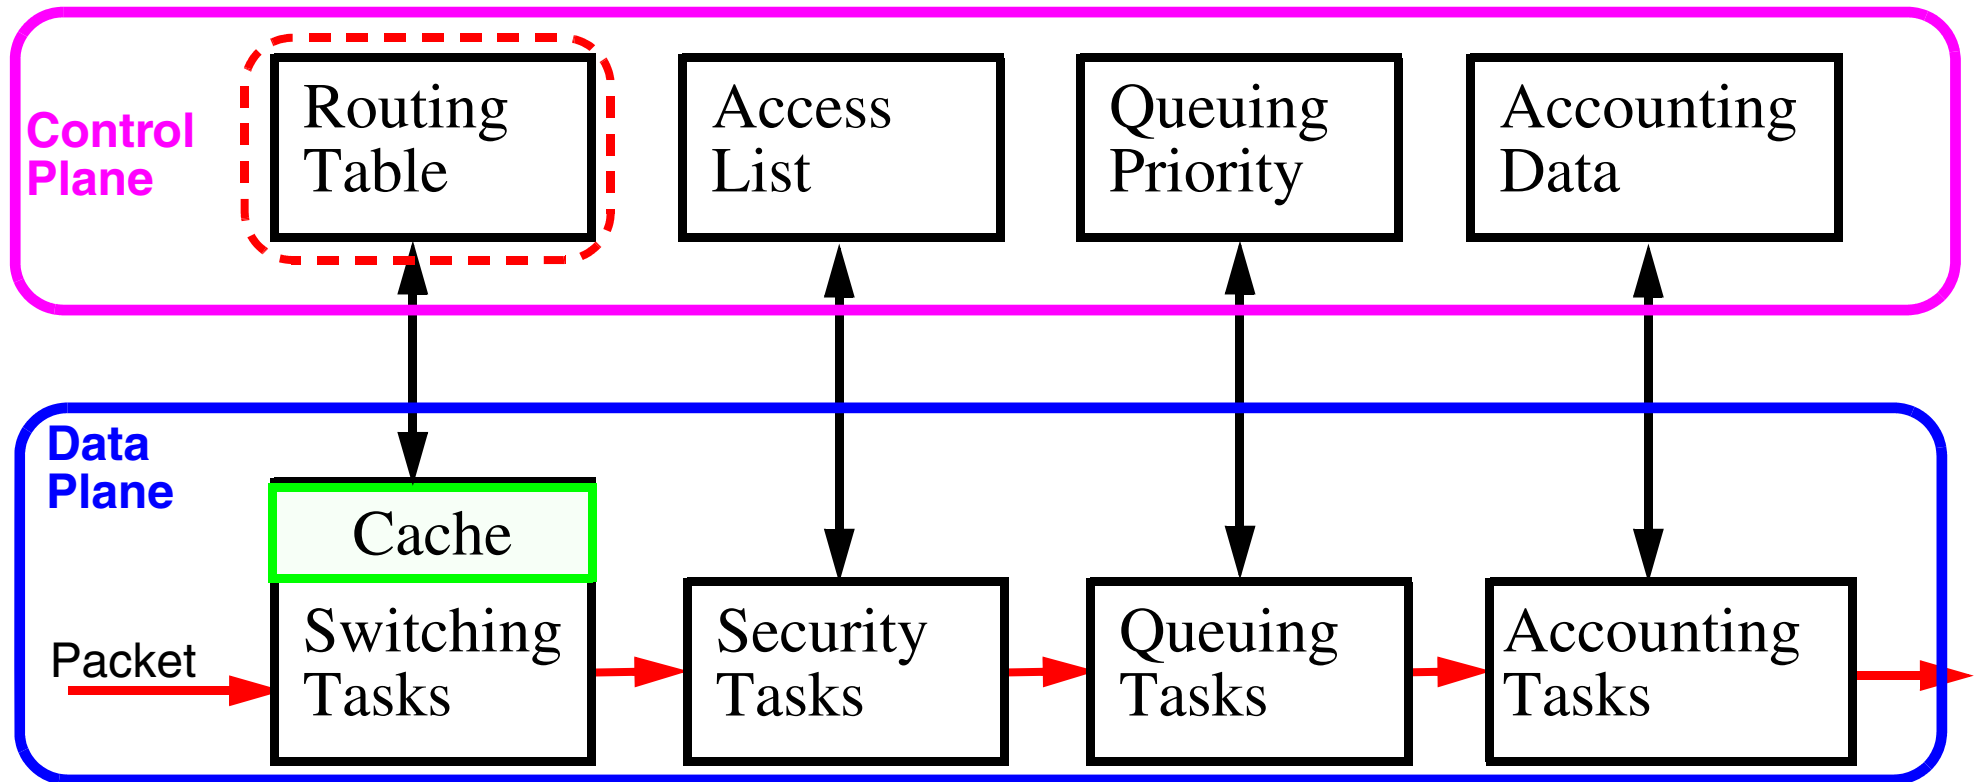 Control
Plane
Routing
Table
Access
List
Queuing
Priority
Accounting
Data
Data
Plane
Cache
Packet
Switching
Tasks
Security
Tasks
Queuing
Tasks
Accounting
Tasks